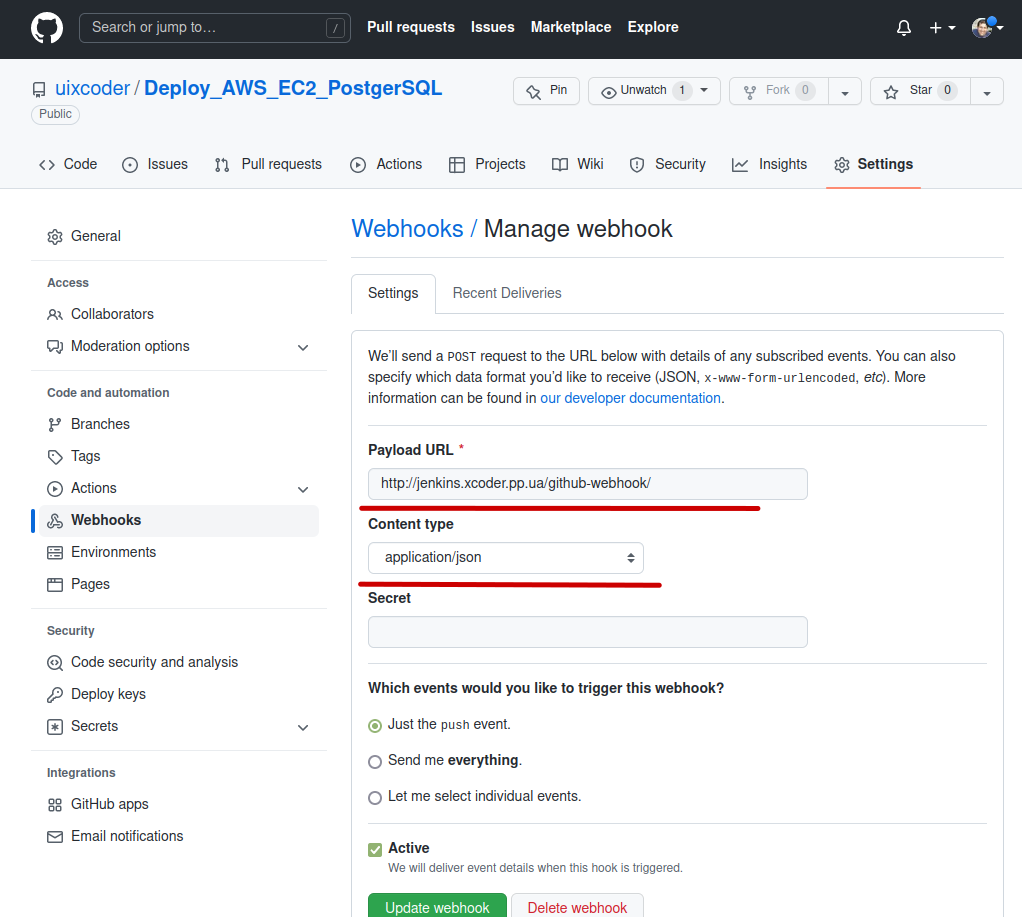 Search or jump to… /
Pull requests Issues Marketplace Explore
uixcoder / Deploy_AWS_EC2_PostgerSQL
Public
Pin
Unwatch 1
Fork 0
Star 0
Code Issues Pull requests Actions Projects Wiki Security Insights Settings
General
Access
Collaborators
Moderation options
Code and automation
Branches
Tags
Actions
Webhooks
Environments
Pages
Security
Code security and analysis
Deploy keys
Secrets
Integrations
GitHub apps
Email notifications
Webhooks / Manage webhook
Settings Recent Deliveries
We’ll send a POST request to the URL below with details of any subscribed events. You can also
specify which data format you’d like to receive (JSON, x-www-form-urlencoded, etc). More
information can be found in our developer documentation.
Payload URL *
http://jenkins.xcoder.pp.ua/github-webhook/
Content type
application/json
Secret
Which events would you like to trigger this webhook?
Just the push event.
Send me everything.
Let me select individual events.
Active
We will deliver event details when this hook is triggered.
Update webhook Delete webhook